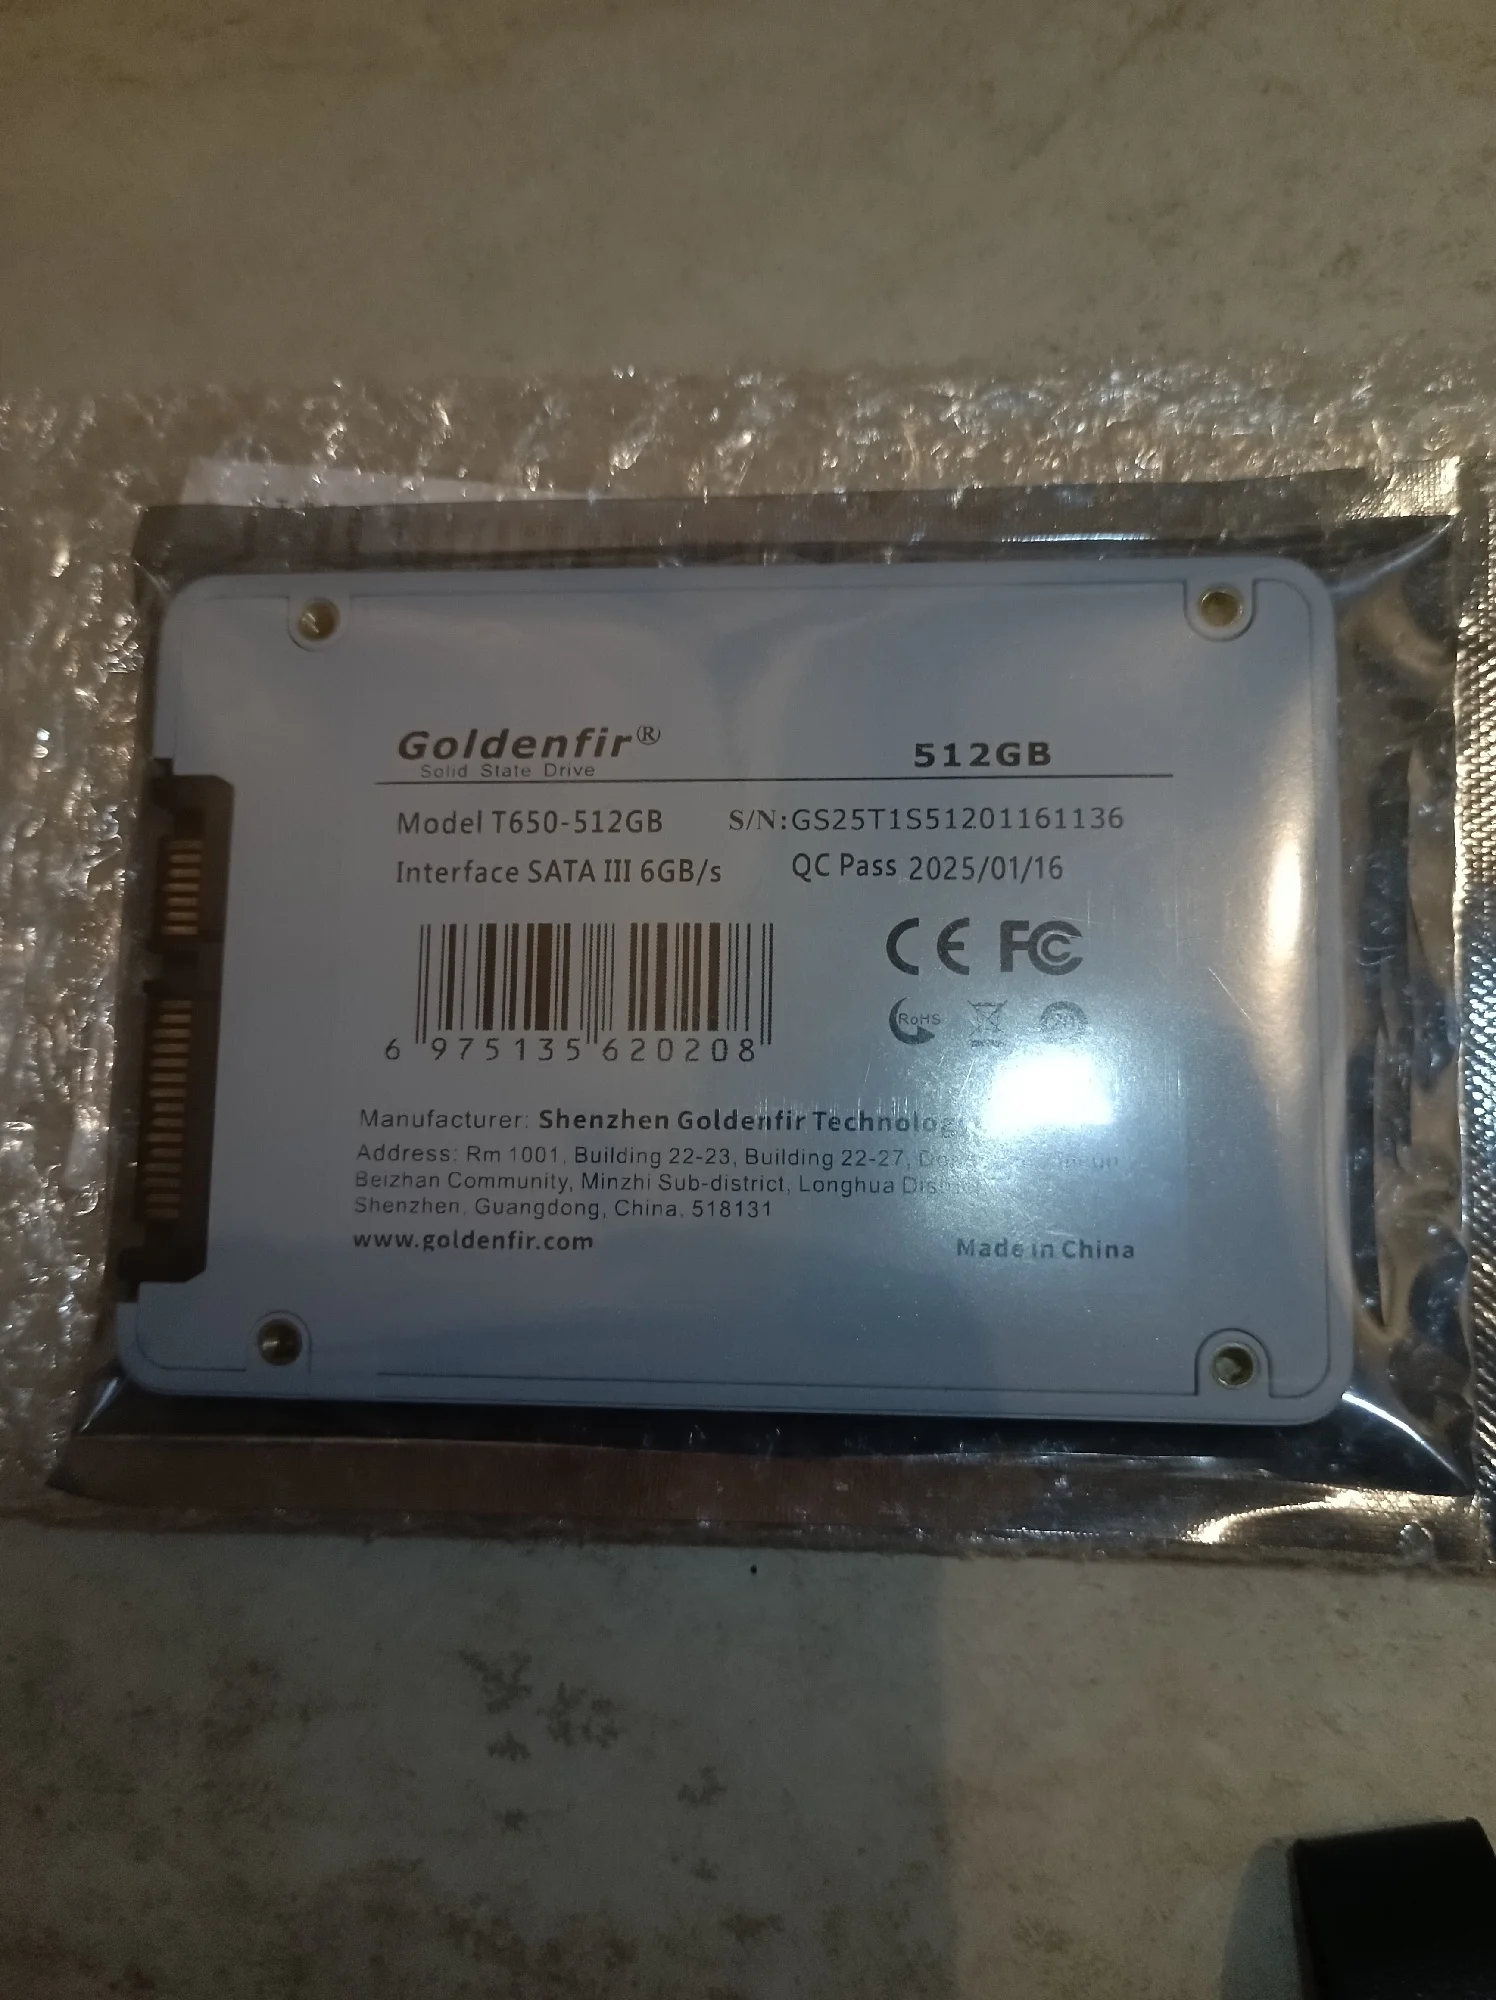 Goldenfir®
Solid State Drive
512GB
Model T650-512GB
S/N:GS25T1S51201161136
Interface SATA III 6GB/s
QC Pass 2025/01/16
CE FC
RoHS
6 975135 620208
Manufacturer: Shenzhen Goldenfir
Address: Rm 1001, Building 22-23, Building 22-27,
Beizhan Community, Minzhi Sub-district, Longhua
Shenzhen, Guangdong, China, 518131
www.goldenfir.com
Made in China